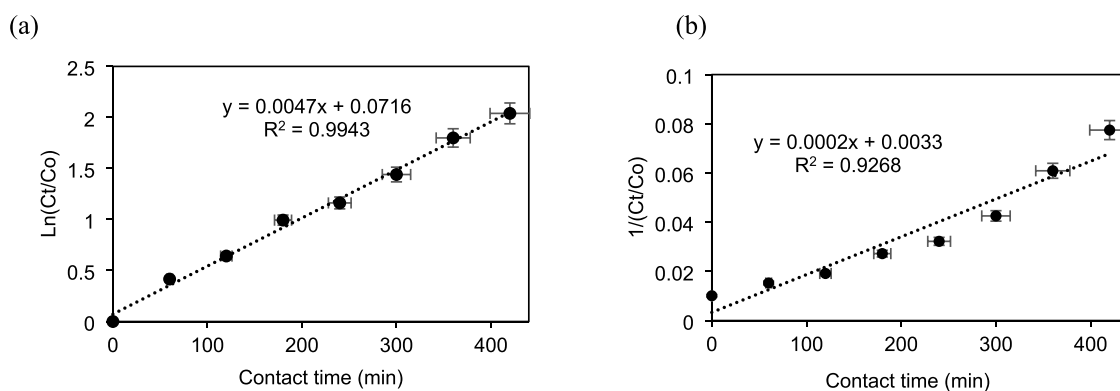 (a)
2.5
2
1.5
1
0.5
0
Ln(Ct/Co)
y = 0.0047x + 0.0716
R² = 0.9943
0 100 200 300 400
Contact time (min)
(b)
0.1
0.08
0.06
0.04
0.02
0
1/(Ct/Co)
y = 0.0002x + 0.0033
R² = 0.9268
0 100 200 300 400
Contact time (min)